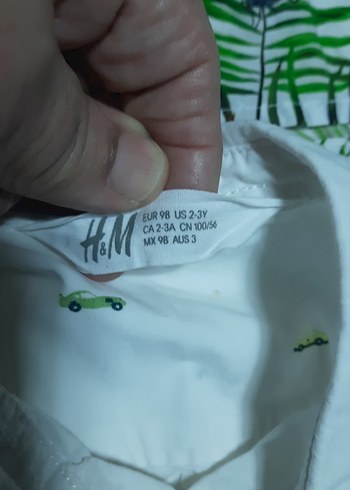 H&M
EUR 98 US 2-3Y
CA 2-3A CN 100/56
MX 98 AUS 3